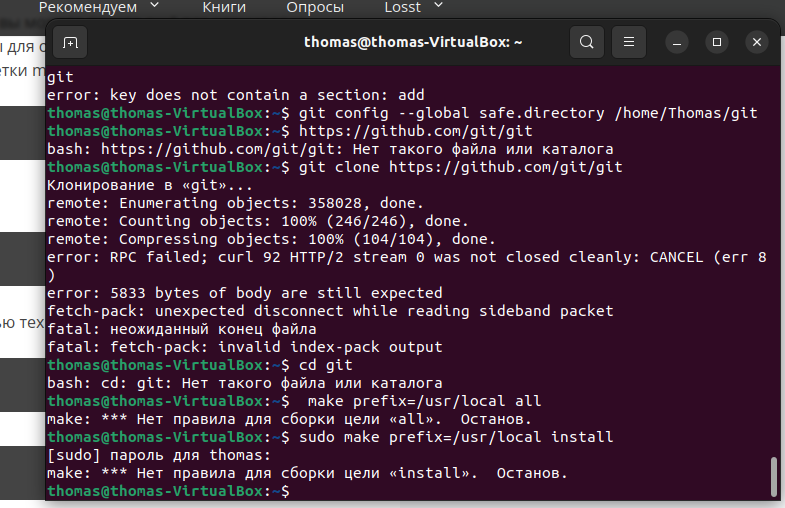 Рекомендуем Книги Опросы Losst
ы для с
thomas@thomas-VirtualBox: ~
етки m
git
error: key does not contain a section: add
thomas@thomas-VirtualBox:~$ git config --global safe.directory /home/Thomas/git
thomas@thomas-VirtualBox:~$ https://github.com/git/git
bash: https://github.com/git/git: Нет такого файла или каталога
thomas@thomas-VirtualBox:~$ git clone https://github.com/git/git
Клонирование в «git»...
remote: Enumerating objects: 358028, done.
remote: Counting objects: 100% (246/246), done.
remote: Compressing objects: 100% (104/104), done.
error: RPC failed; curl 92 HTTP/2 stream 0 was not closed cleanly: CANCEL (err 8
)
error: 5833 bytes of body are still expected
fetch-pack: unexpected disconnect while reading sideband packet
ью тех
fatal: неожиданный конец файла
fatal: fetch-pack: invalid index-pack output
thomas@thomas-VirtualBox:~$ cd git
bash: cd: git: Нет такого файла или каталога
thomas@thomas-VirtualBox:~$  make prefix=/usr/local all
make: *** Нет правила для сборки цели «all».  Останов.
thomas@thomas-VirtualBox:~$ sudo make prefix=/usr/local install
[sudo] пароль для thomas:
make: *** Нет правила для сборки цели «install».  Останов.
thomas@thomas-VirtualBox:~$